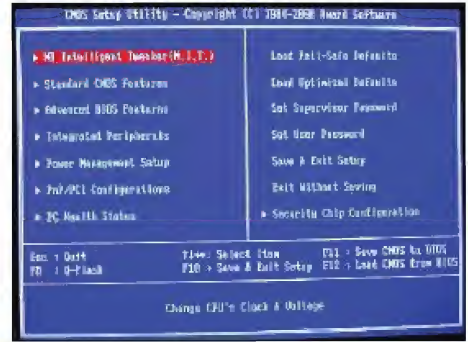 CMOS Setup Utility - Copyright (C) 1984-2008 Award Software
▸ MB Intelligent Tweaker(M.I.T.)
▸ Standard CMOS Features
▸ Advanced BIOS Features
▸ Integrated Peripherals
▸ Power Management Setup
▸ PnP/PCI Configurations
▸ PC Health Status
Load Fail-Safe Defaults
Load Optimized Defaults
Set Supervisor Password
Set User Password
Save & Exit Setup
Exit Without Saving
▸ Security Chip Configuration
Esc : Quit
F8 : Q-Flash
↑↓→←: Select Item
F10 : Save & Exit Setup
F11 : Save CMOS to BIOS
F12 : Load CMOS from BIOS
Change CPU's Clock & Voltage